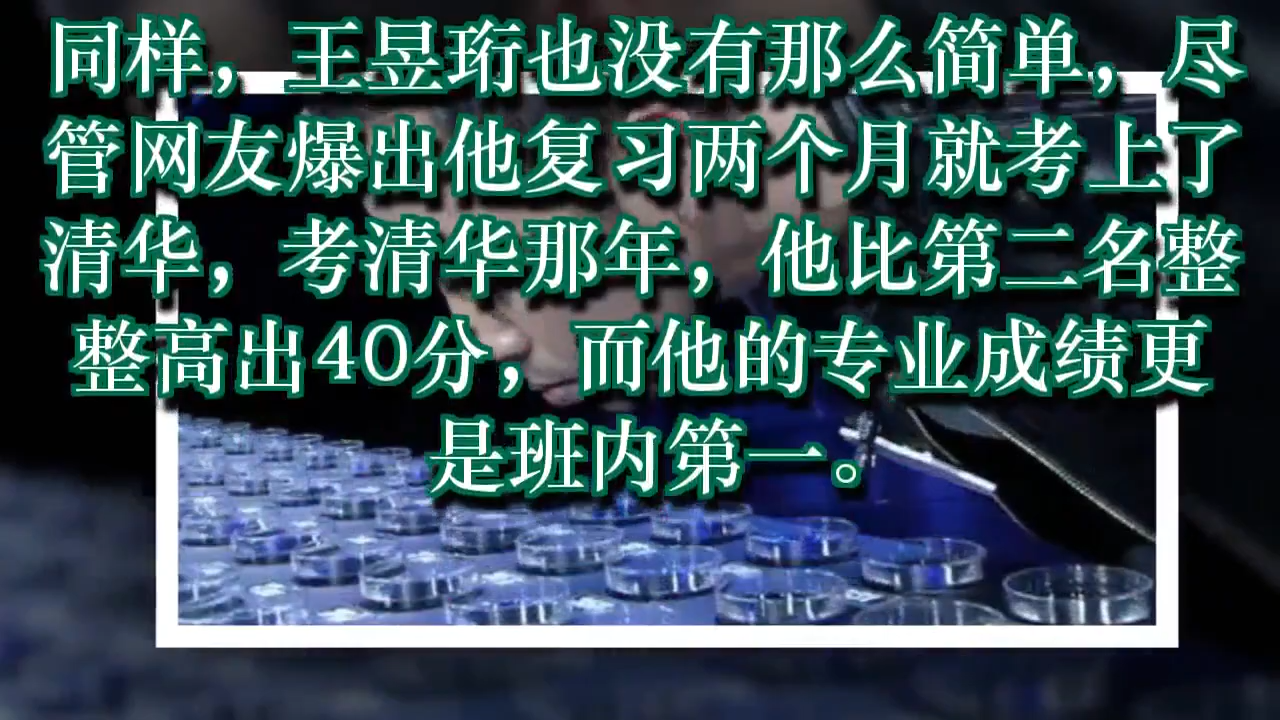 同样，王昱珩也没有那么简单，尽
管网友爆出他复习两个月就考上了
清华，考清华那年，他比第二名整
整高出40分，而他的专业成绩更
是班内第一。